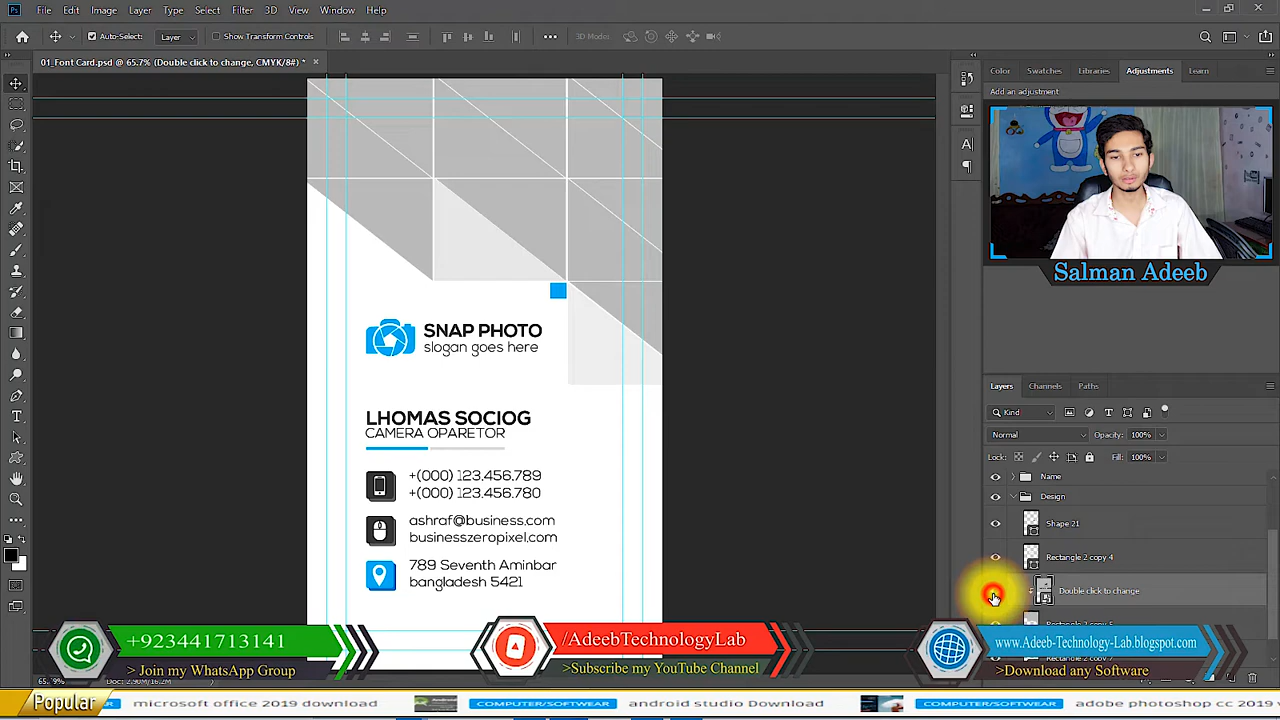 Ps File Edit Image Layer Type Select Filter 3D View Window Help
Auto-Select: Layer Show Transform Controls 3D Mode:
01_Font Card.psd @ 65.7% (Double click to change, CMYK/8#) *
Color Swatches Libraries Adjustments Learn
Add an adjustment
Salman Adeeb
SNAP PHOTO
slogan goes here
LHOMAS SOCIOG
CAMERA OPARETOR
+(000) 123.456.789
+(000) 123.456.780
ashraf@business.com
businesszeropixel.com
789 Seventh Aminbar
bangladesh 5421
Layers Channels Paths
Kind
Normal Opacity: 100%
Lock: Fill: 100%
Name
Design
Shape 21
Rectangle 2 copy 4
Double click to change
+923441713141
> Join my WhatsApp Group
/AdeebTechnologyLab
>Subscribe my YouTube Channel
www.Adeeb-Technology-Lab.blogspot.com
>Download any Software
Popular
microsoft office 2019 download
COMPUTER/SOFTWEAR
android studio Download
COMPUTER/SOFTWEAR
adobe photoshop cc 2019